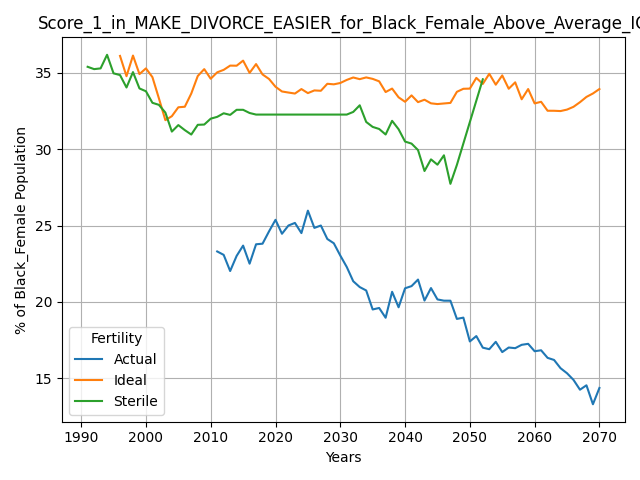 Score_1_in_MAKE_DIVORCE_EASIER_for_Black_Female_Above_Average_IQ
% of Black_Female Population
35
30
25
20
15
Fertility
Actual
Ideal
Sterile
1990 2000 2010 2020 2030 2040 2050 2060 2070
Years